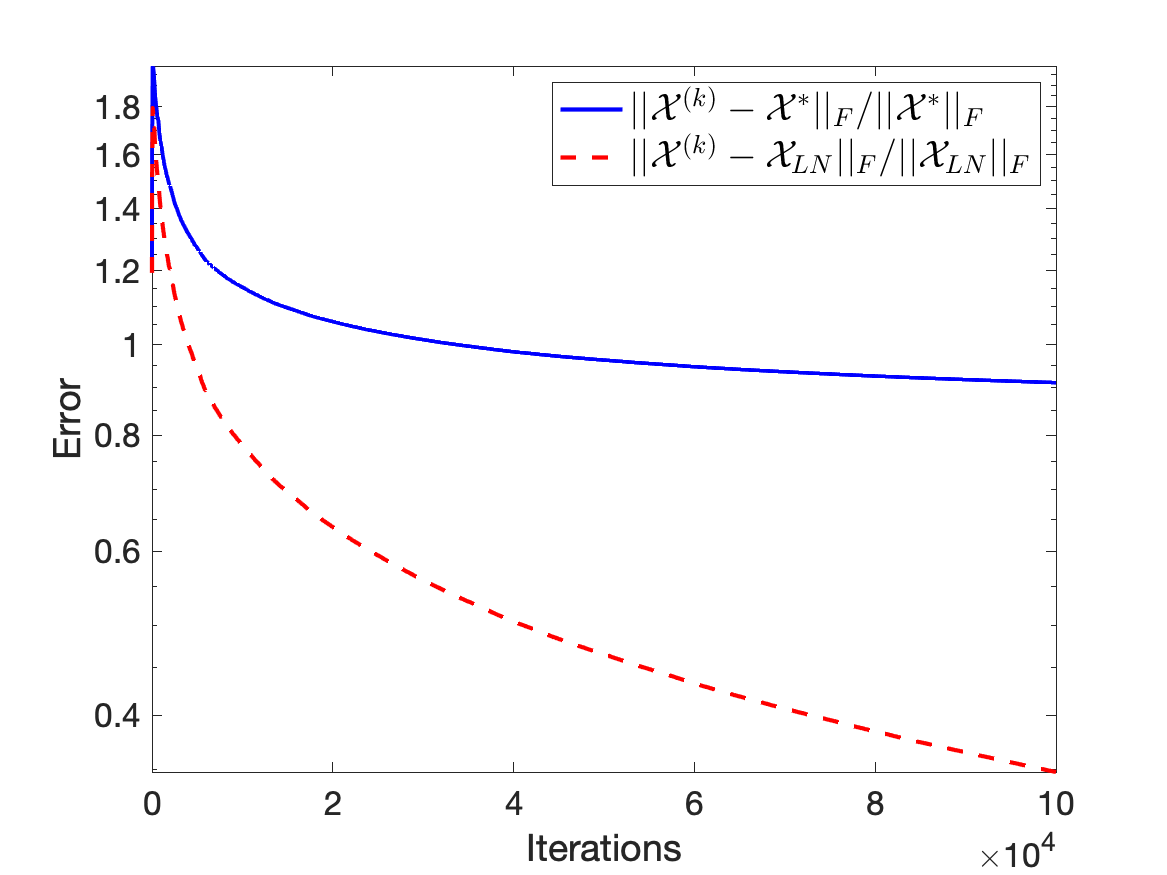 ||𝒳^(k) − 𝒳*||_F/||𝒳*||_F
||𝒳^(k) − 𝒳_LN||_F/||𝒳_LN||_F
1.8
1.6
1.4
1.2
1
0.8
0.6
0.4
Error
0 2 4 6 8 10
Iterations
×10^4